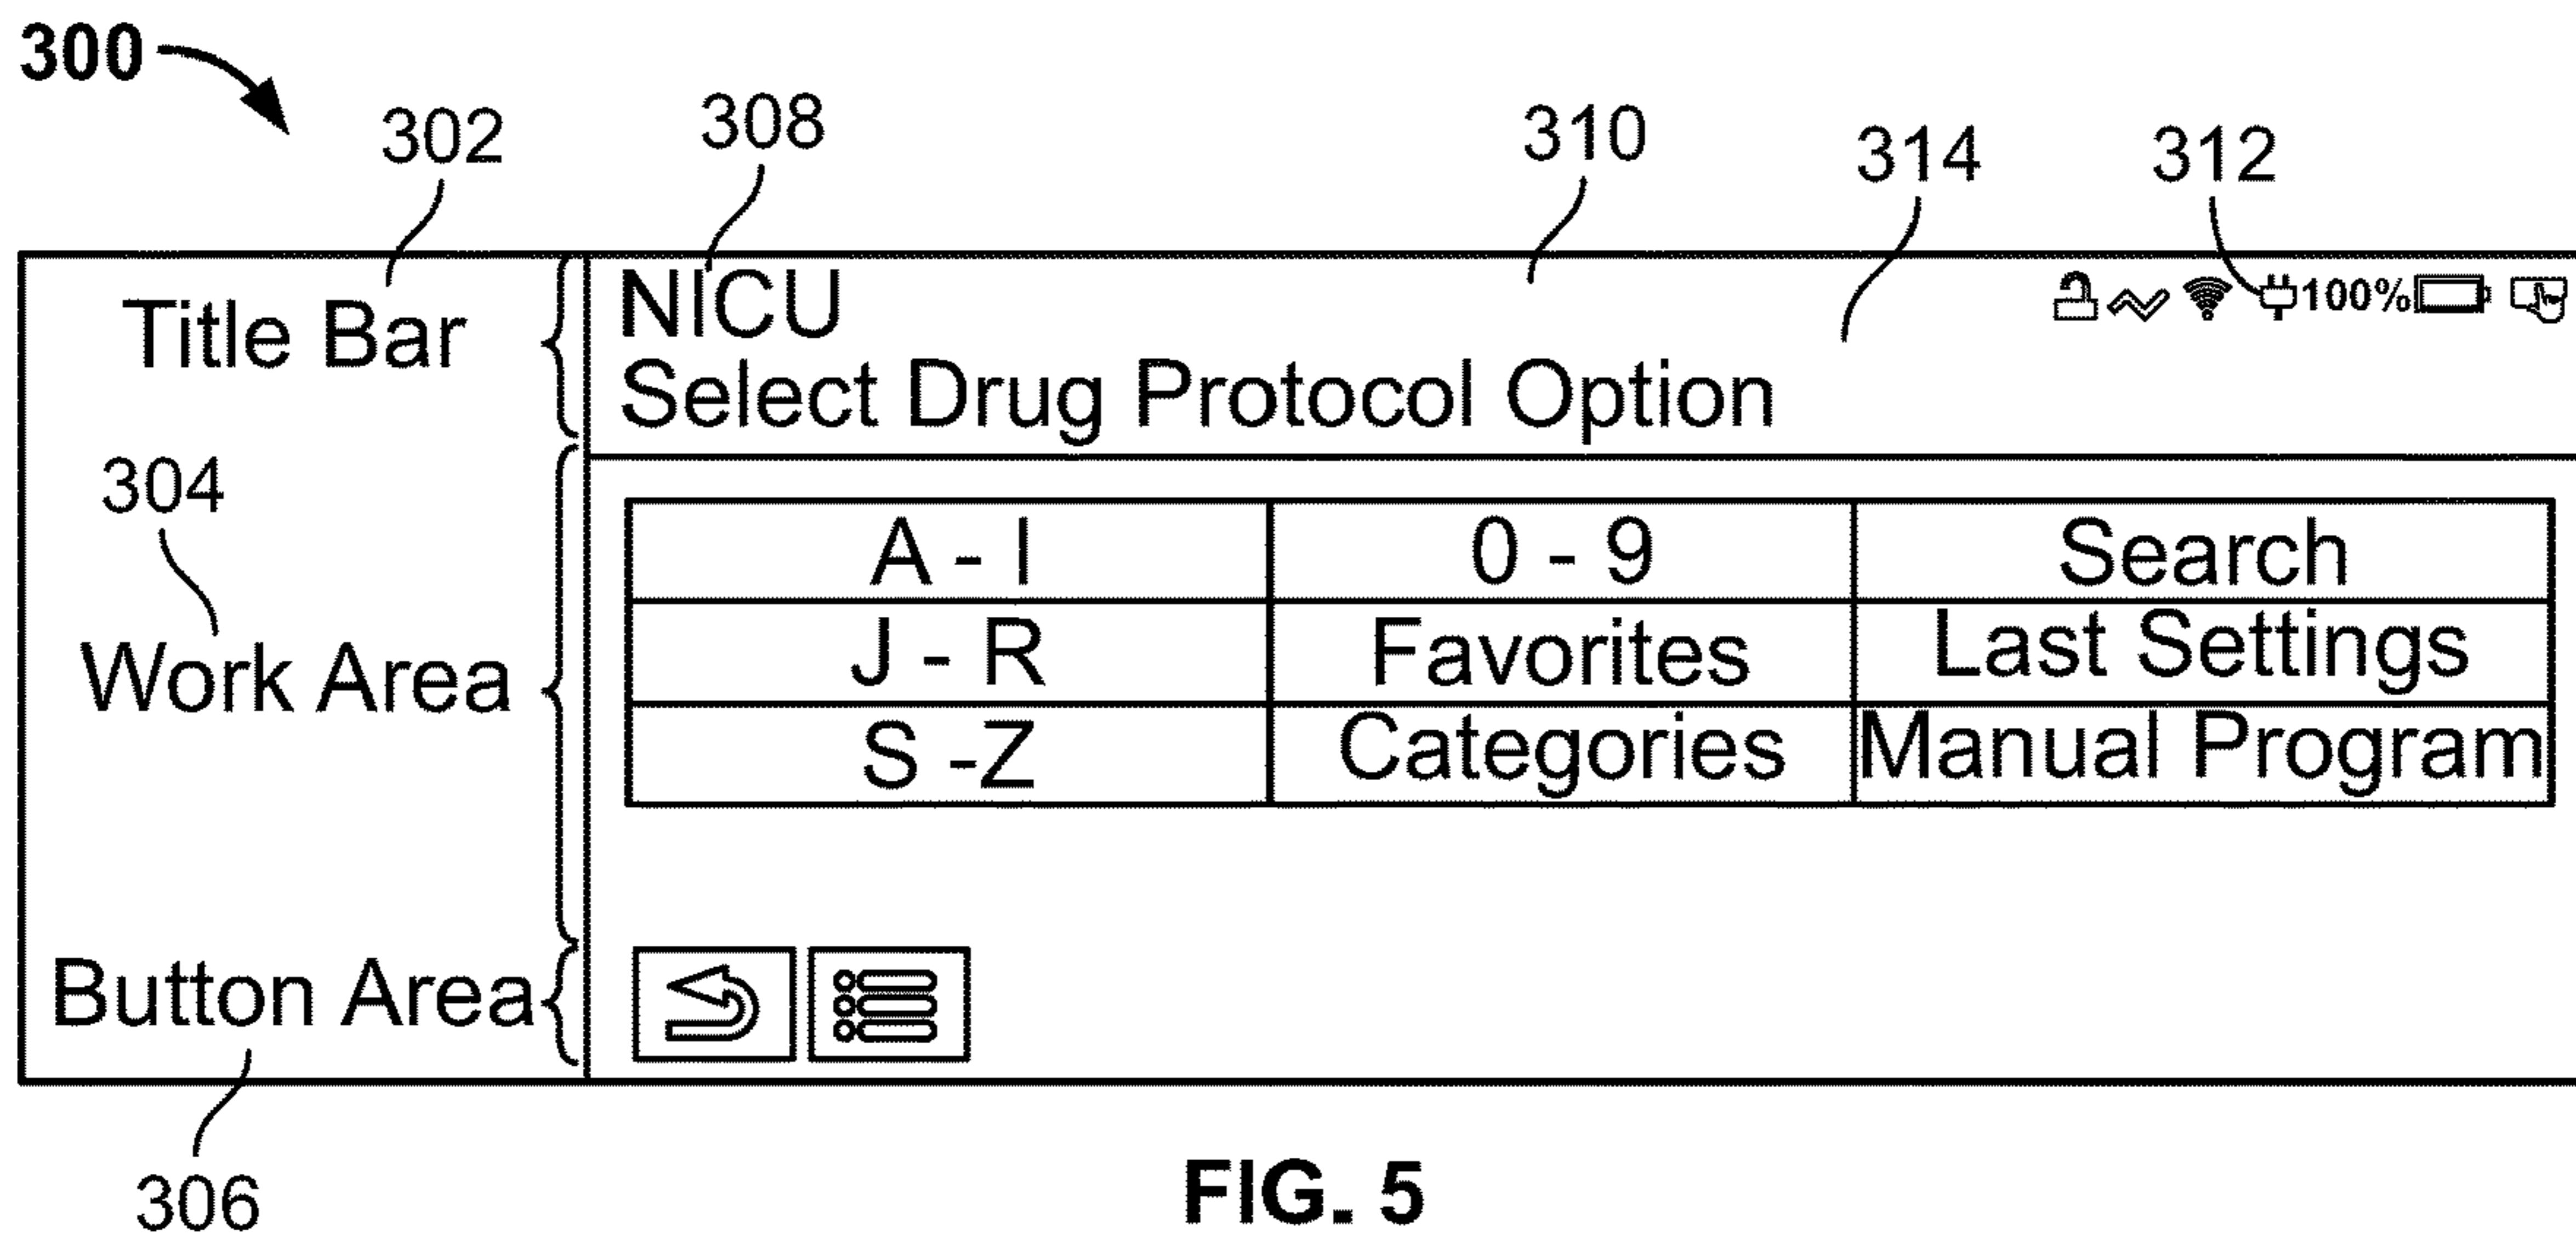 300
302
308
310
314
312
Title Bar
NICU
100%
Select Drug Protocol Option
304
Work Area
A - I
0 - 9
Search
J - R
Favorites
Last Settings
S -Z
Categories
Manual Program
Button Area
306
FIG. 5